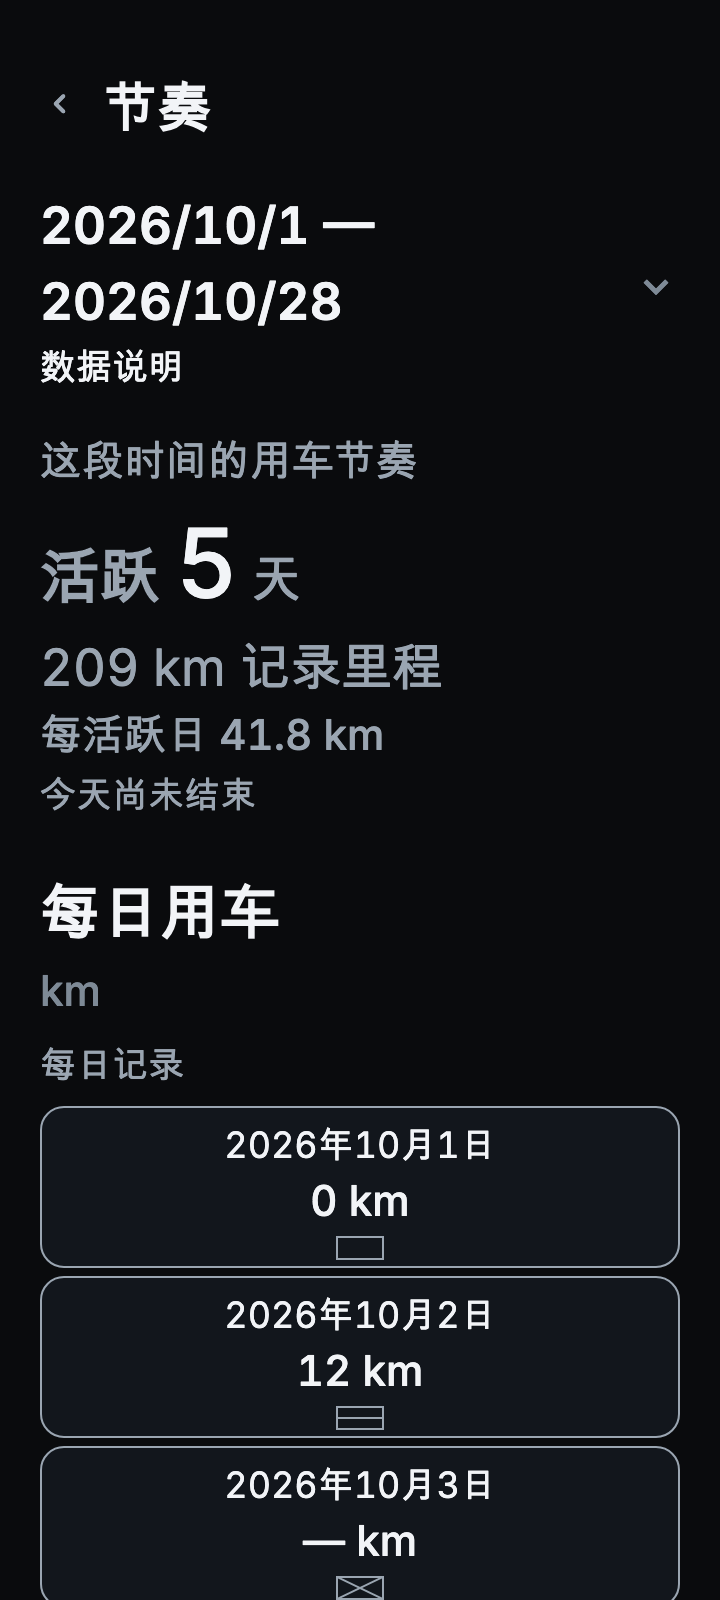 节奏
2026/10/1 —
2026/10/28
数据说明
这段时间的用车节奏
活跃 5 天
209 km 记录里程
每活跃日 41.8 km
今天尚未结束
每日用车
km
每日记录
2026年10月1日
0 km
2026年10月2日
12 km
2026年10月3日
— km